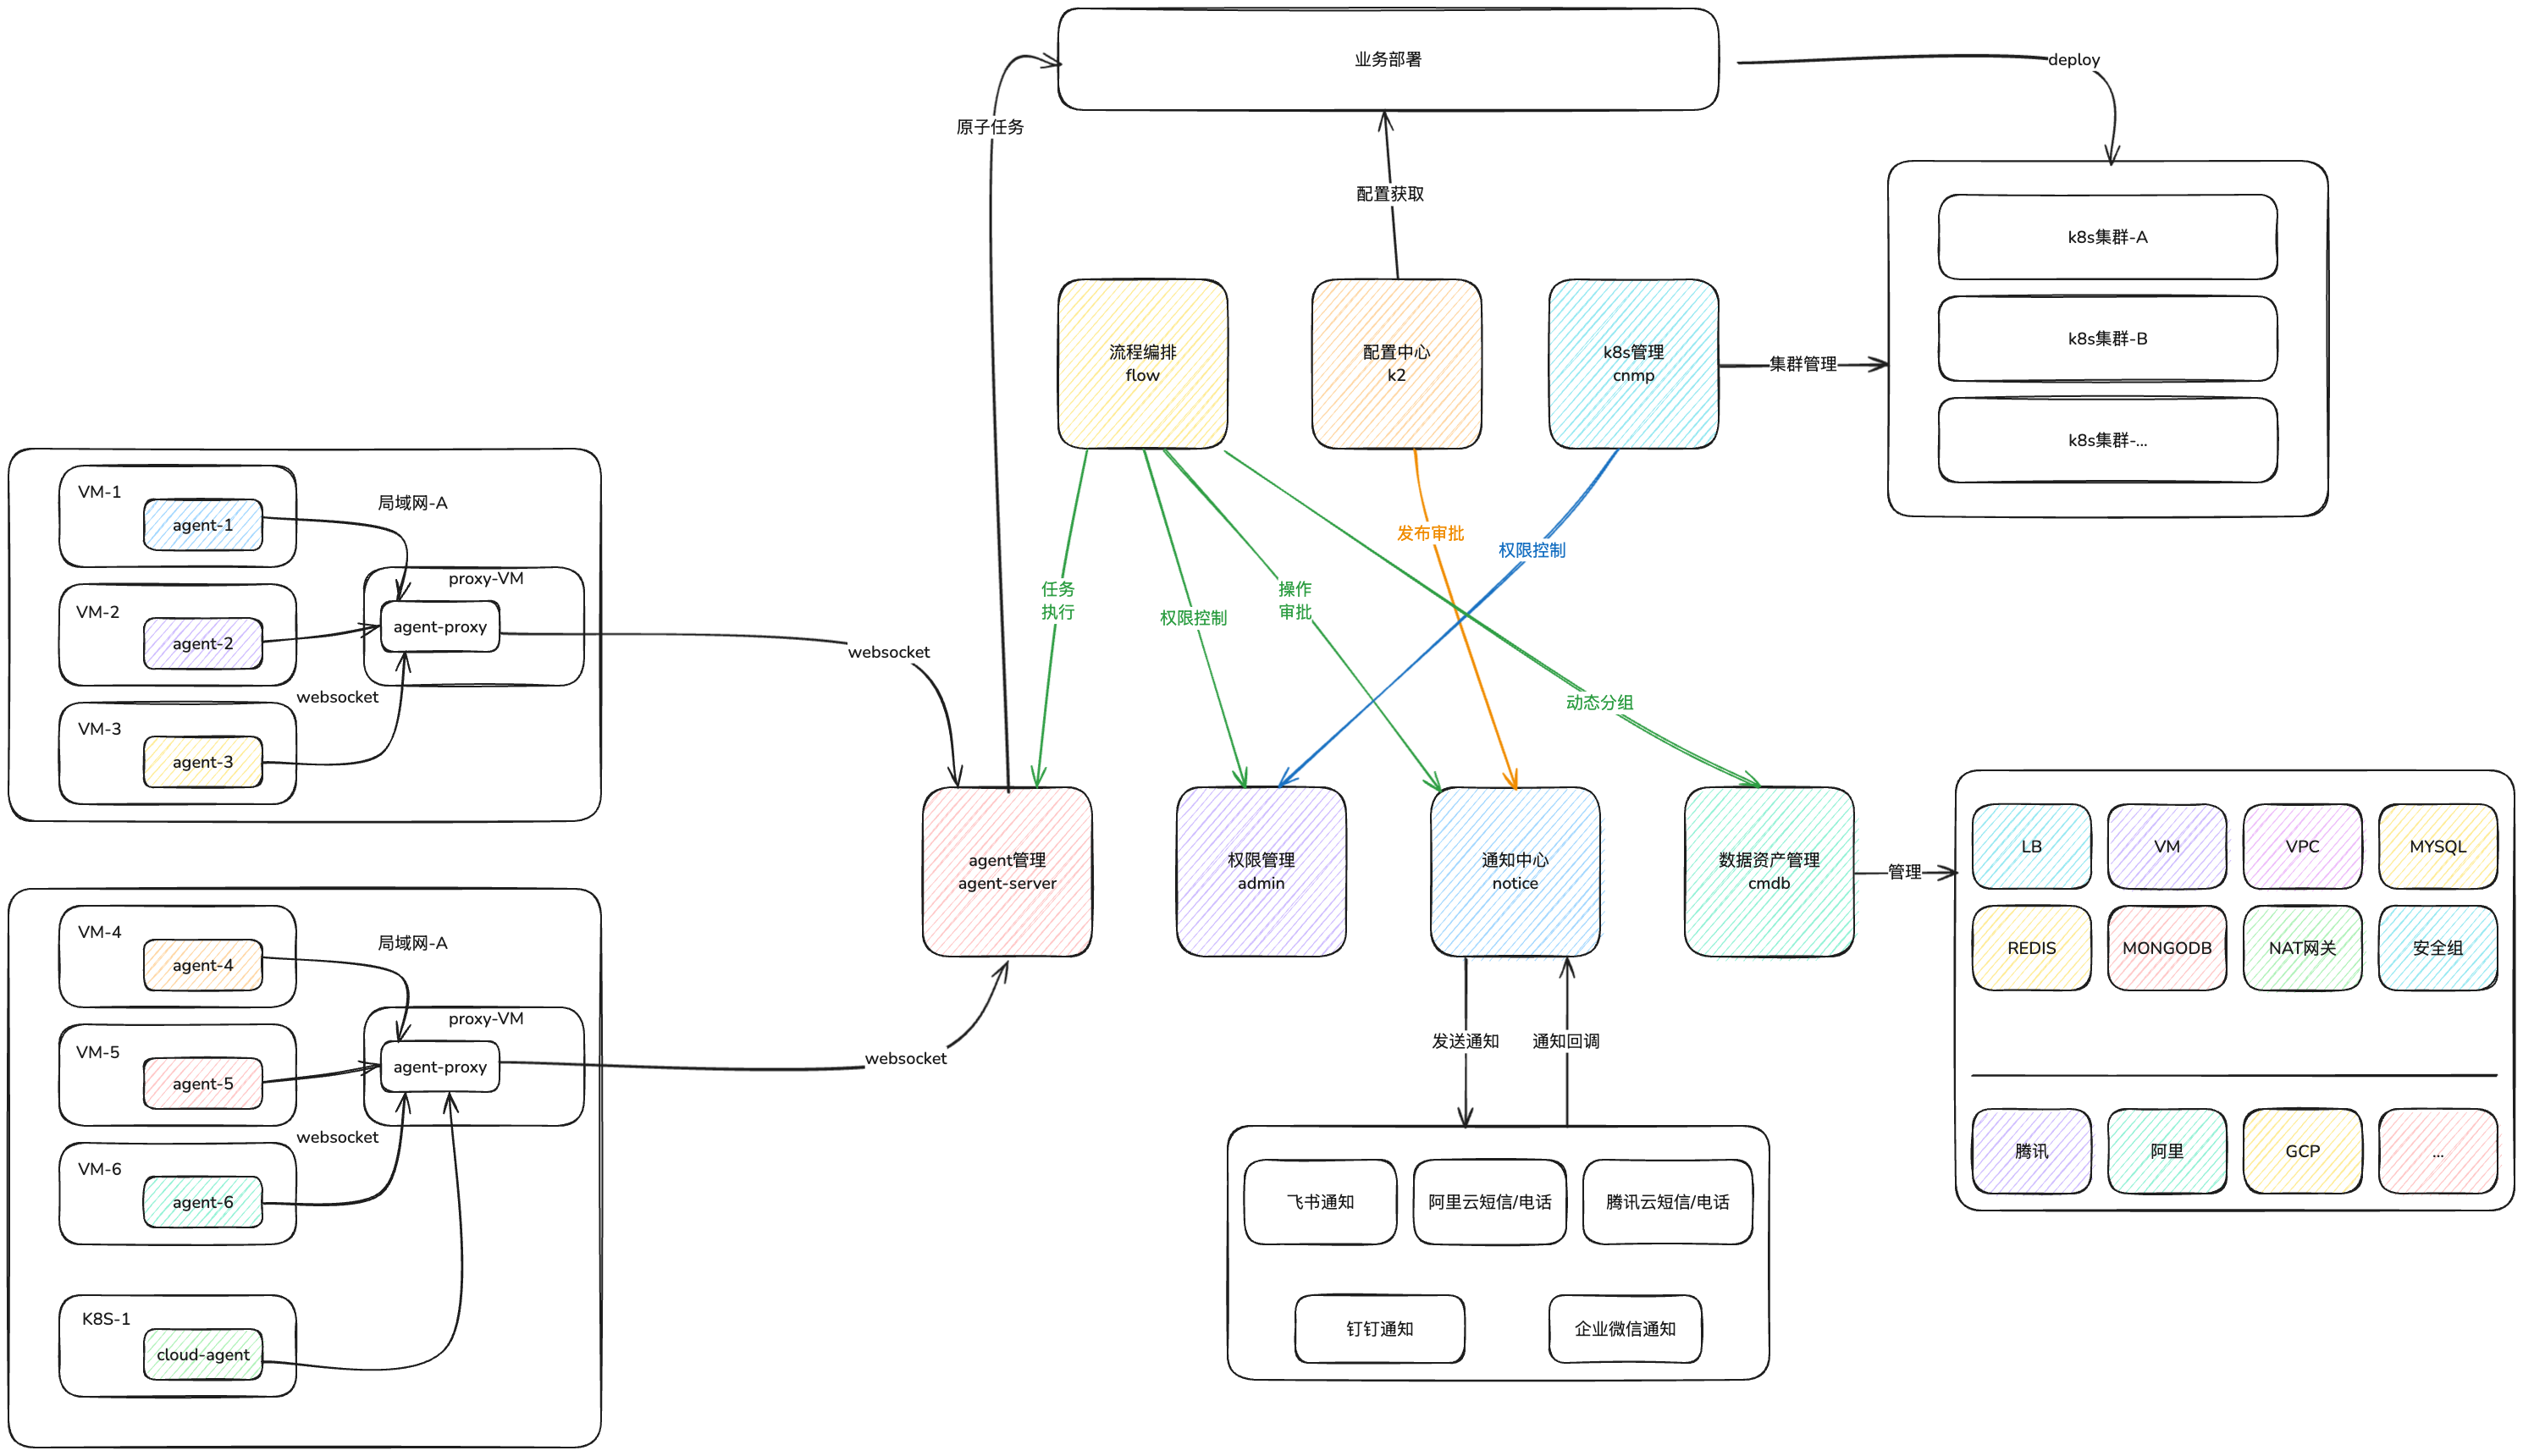 业务部署
deploy
原子任务
配置获取
k8s集群-A
k8s集群-B
k8s集群-...
流程编排
flow
配置中心
k2
k8s管理
cnmp
集群管理
VM-1
agent-1
局域网-A
VM-2
agent-2
proxy-VM
agent-proxy
websocket
VM-3
agent-3
websocket
任务
执行
权限控制
操作
审批
发布审批
权限控制
动态分组
agent管理
agent-server
权限管理
admin
通知中心
notice
数据资产管理
cmdb
管理
LB
VM
VPC
MYSQL
REDIS
MONGODB
NAT网关
安全组
腾讯
阿里
GCP
...
VM-4
agent-4
局域网-A
VM-5
agent-5
proxy-VM
agent-proxy
websocket
VM-6
agent-6
websocket
K8S-1
cloud-agent
发送通知
通知回调
飞书通知
阿里云短信/电话
腾讯云短信/电话
钉钉通知
企业微信通知